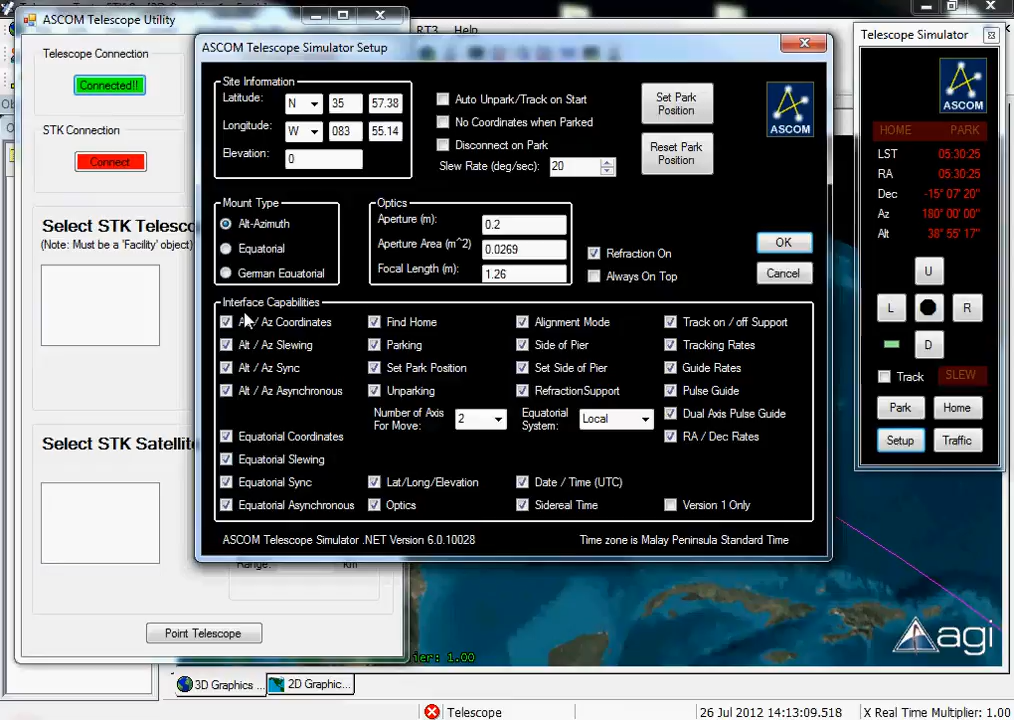 ASCOM Telescope Utility
RT3 Help
Telescope Connection
Connected!!
STK Connection
Connect
Select STK Telesco
(Note: Must be a 'Facility' object)
Select STK Satellit
Range: km
Point Telescope
ASCOM Telescope Simulator Setup
Site Information
Latitude: N 35 57.38
Longitude: W 083 55.14
Elevation: 0
Auto Unpark/Track on Start
No Coordinates when Parked
Disconnect on Park
Slew Rate (deg/sec): 20
Set Park Position
Reset Park Position
ASCOM
Mount Type
Alt-Azimuth
Equatorial
German Equatorial
Optics
Aperture (m): 0.2
Aperture Area (m^2) 0.0269
Focal Length (m): 1.26
Refraction On
Always On Top
OK
Cancel
Interface Capabilities
Alt / Az Coordinates
Alt / Az Slewing
Alt / Az Sync
Alt / Az Asynchronous
Equatorial Coordinates
Equatorial Slewing
Equatorial Sync
Equatorial Asynchronous
Find Home
Parking
Set Park Position
Unparking
Number of Axis For Move: 2
Lat/Long/Elevation
Optics
Alignment Mode
Side of Pier
Set Side of Pier
RefractionSupport
Equatorial System: Local
Date / Time (UTC)
Sidereal Time
Track on / off Support
Tracking Rates
Guide Rates
Pulse Guide
Dual Axis Pulse Guide
RA / Dec Rates
Version 1 Only
ASCOM Telescope Simulator .NET Version 6.0.10028
Time zone is Malay Peninsula Standard Time
Telescope Simulator
ASCOM
HOME PARK
LST 05:30:25
RA 05:30:25
Dec -15° 07' 20"
Az 180° 00' 00"
Alt 38° 55' 17"
U
L R
D
Track SLEW
Park Home
Setup Traffic
agi
ier: 1.00
3D Graphics ...
2D Graphic...
Telescope
26 Jul 2012 14:13:09.518
X Real Time Multiplier: 1.00